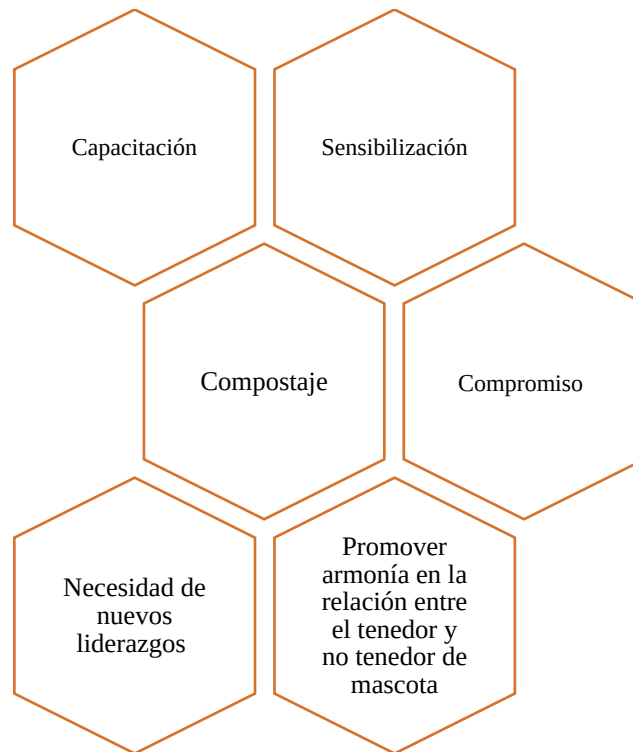 Capacitación
Sensibilización
Compostaje
Compromiso
Necesidad de
nuevos
liderazgos
Promover
armonía en la
relación entre
el tenedor y
no tenedor de
mascota